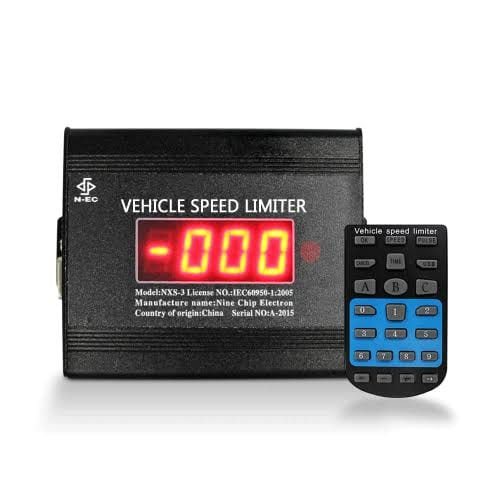 N-EC
VEHICLE SPEED LIMITER
-000
Model:NXS-3 License NO.:IEC60950-1:2005
Manufacture name:Nine Chip Electron
Country of origin:China Serial NO:A-2015
Vehicle speed limiter
OK SPEED PULSE
TIME USB
A B C
0 1 2
3 4 5
6 7 8 9
← - + →